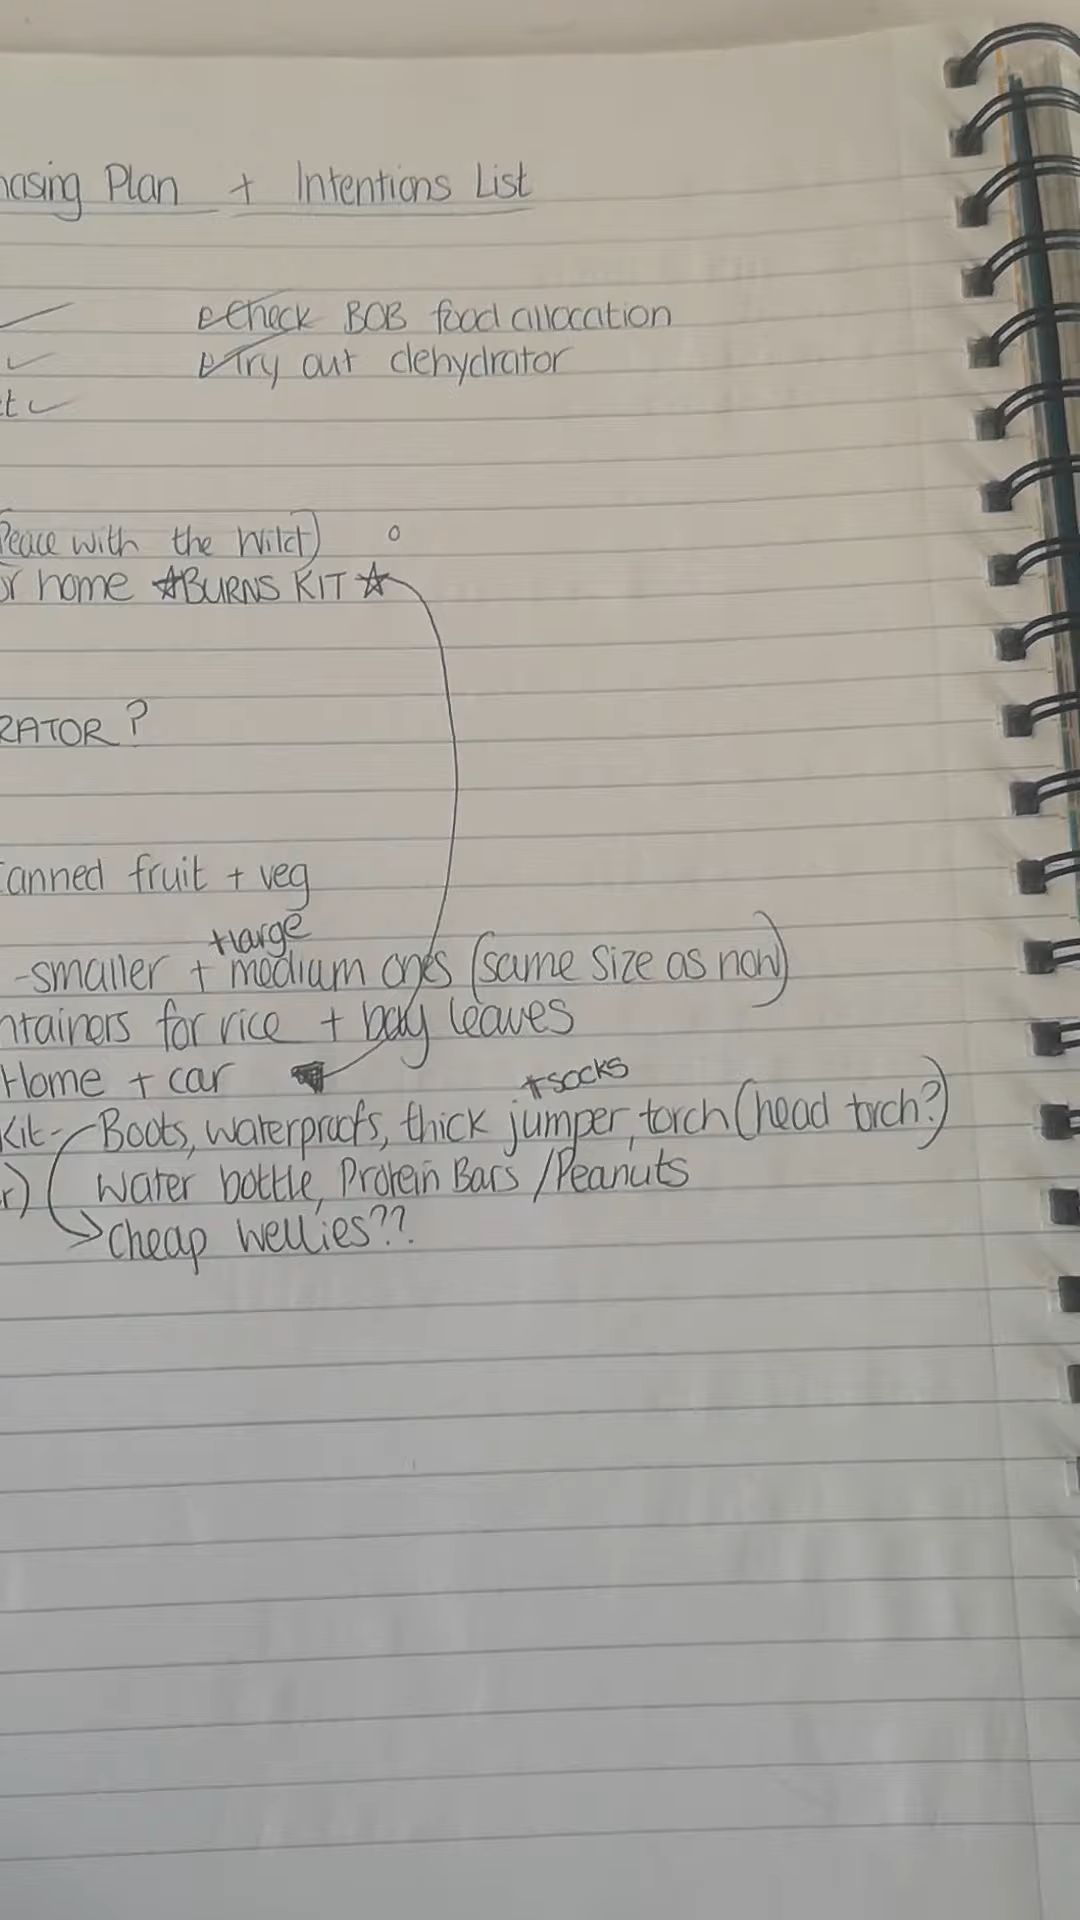 hasing Plan + Intentions List
Check BOB food allocation
Try out dehydrator
t
(Peace with the Wild)
or home ☆BURNS KIT☆
RATOR?
canned fruit + veg
+large
-smaller + medium ones (same size as now)
ntainers for rice + bay leaves
Home + car
+socks
Kit- Boots, waterproofs, thick jumper, torch (head torch?)
r) water bottle, Protein Bars / Peanuts
→ cheap wellies??